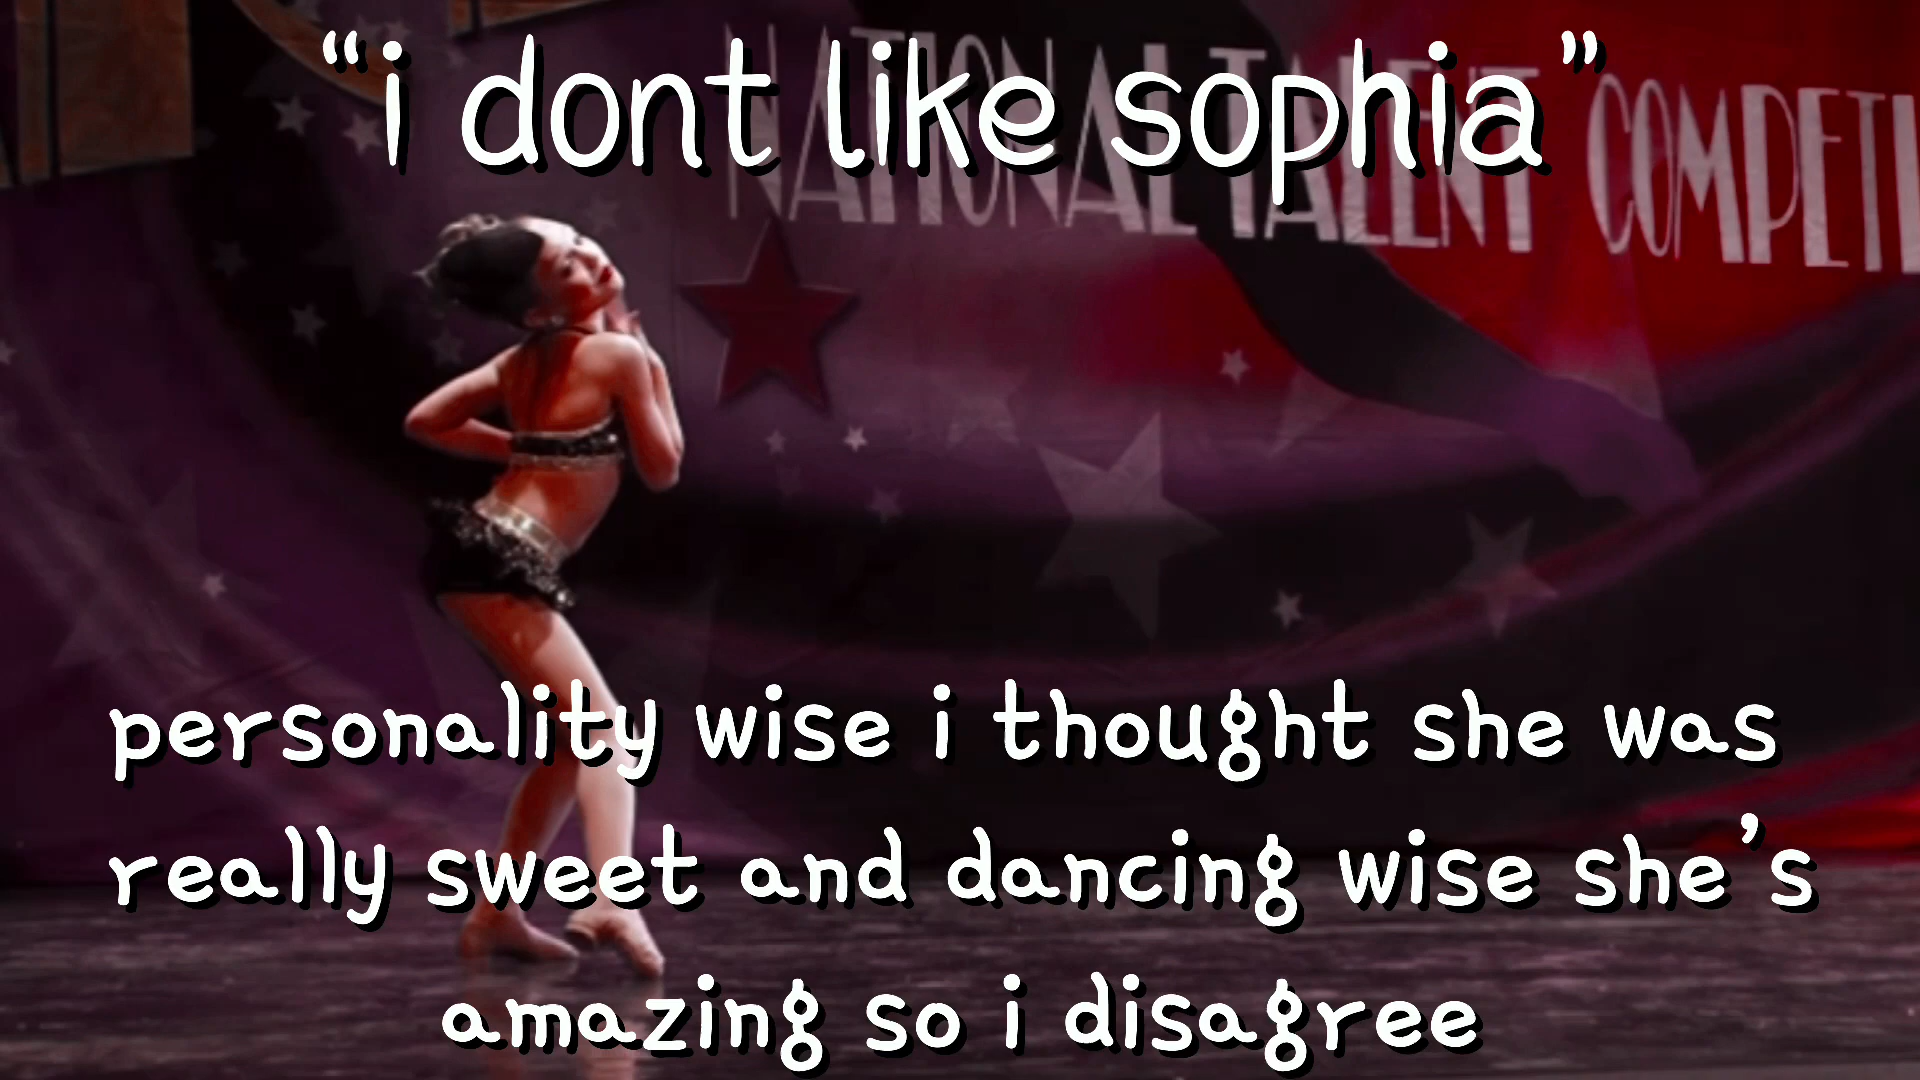 “i dont like sophia”
NATIONAL TALENT COMPETI
personality wise i thought she was
really sweet and dancing wise she’s
amazing so i disagree